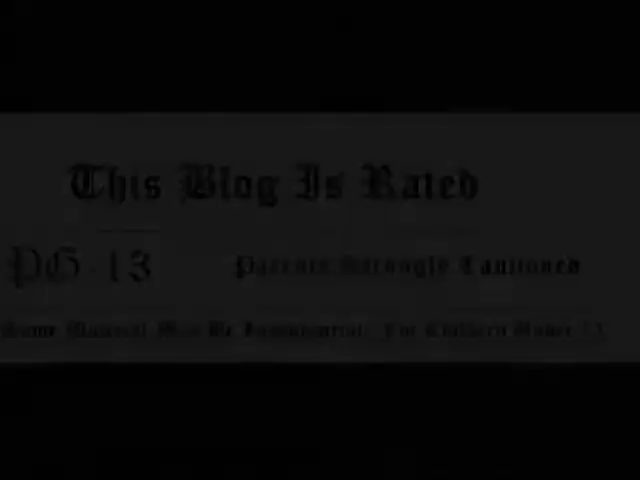 This Blog Is Rated
PG-13 Parents Strongly Cautioned
Some Material May Be Inappropriate For Children Under 13